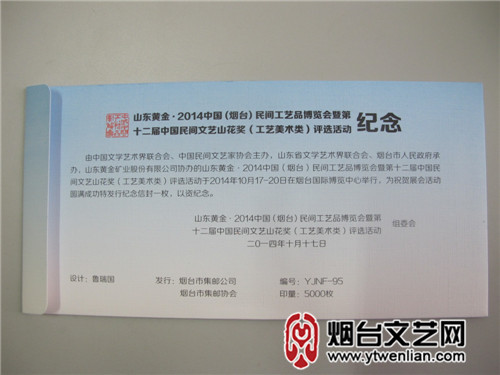 山东黄金·2014中国（烟台）民间工艺品博览会暨第
十二届中国民间文艺山花奖（工艺美术类）评选活动 纪念
由中国文学艺术界联合会、中国民间文艺家协会主办，山东省文学艺术界联合会、烟台市人民政府承
办，山东黄金矿业股份有限公司协办的山东黄金·2014中国（烟台）民间工艺品博览会暨第十二届中国民
间文艺山花奖（工艺美术类）评选活动于2014年10月17-20日在烟台国际博览中心举行，为祝贺展会活动
圆满成功特发行纪念信封一枚，以资纪念。
山东黄金·2014中国（烟台）民间工艺品博览会暨第
十二届中国民间文艺山花奖（工艺美术类）评选活动 组委会
二〇一四年十月十七日
设计：鲁瑞国 发行：烟台市集邮公司 编号：YJNF-95
烟台市集邮协会 印量：5000枚
烟台文艺网
www.ytwenlian.com